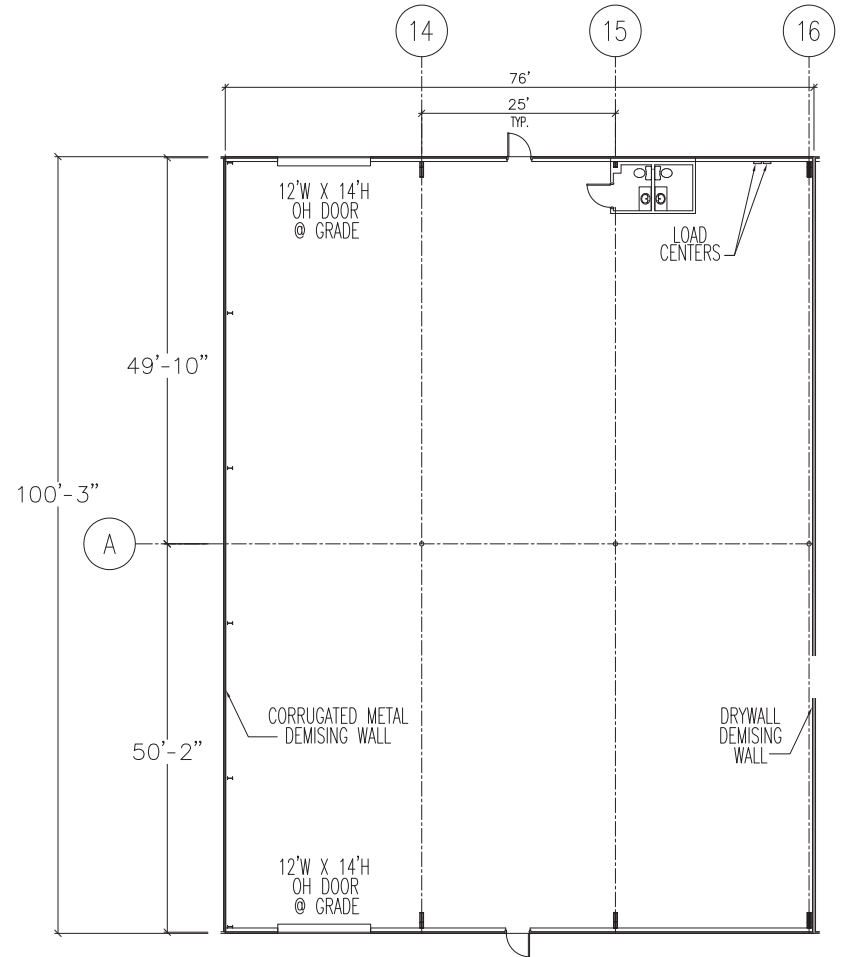 14
15
16
76'
25'
TYP.
12'W X 14'H
OH DOOR
@ GRADE
LOAD
CENTERS
49'-10"
100'-3"
A
CORRUGATED METAL
DEMISING WALL
DRYWALL
DEMISING
WALL
50'-2"
12'W X 14'H
OH DOOR
@ GRADE